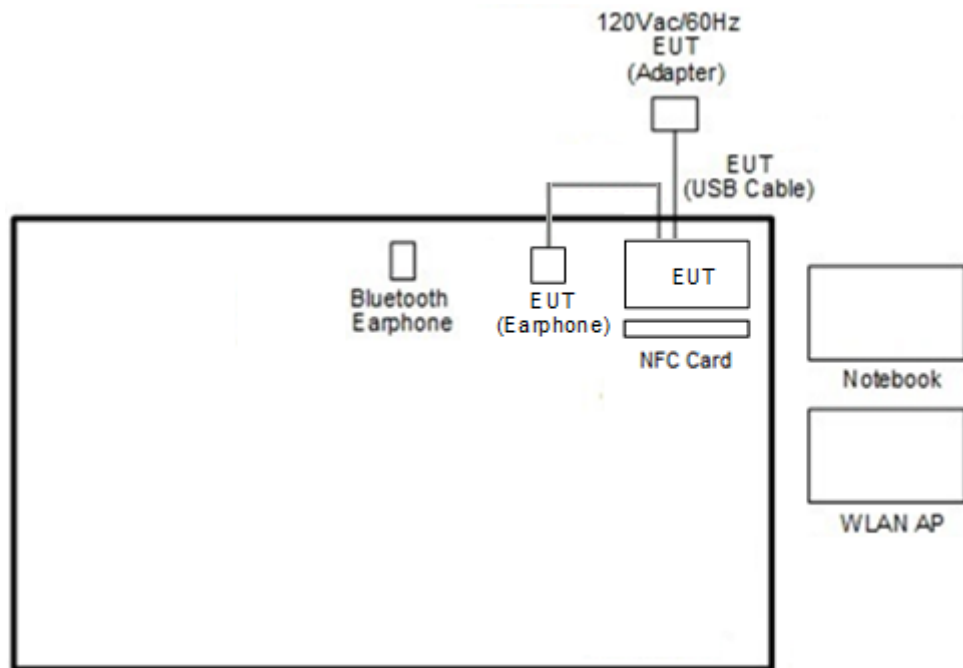 120Vac/60Hz
EUT
(Adapter)
EUT
(USB Cable)
Bluetooth
Earphone
EUT
(Earphone)
EUT
NFC Card
Notebook
WLAN AP